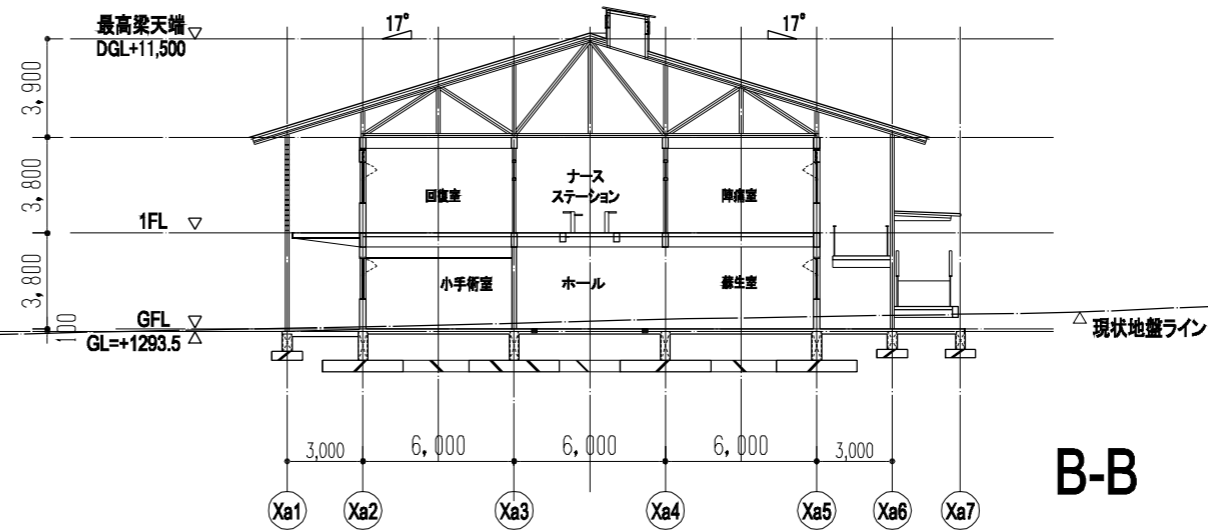 最高梁天端
DGL+11,500
17°
17°
3,900
3,800
3,800
100
1FL
GFL
GL=+1293.5
回復室
ナース
ステーション
陣痛室
小手術室
ホール
蘇生室
現状地盤ライン
3,000
6,000
6,000
6,000
3,000
B-B
Xa1
Xa2
Xa3
Xa4
Xa5
Xa6
Xa7